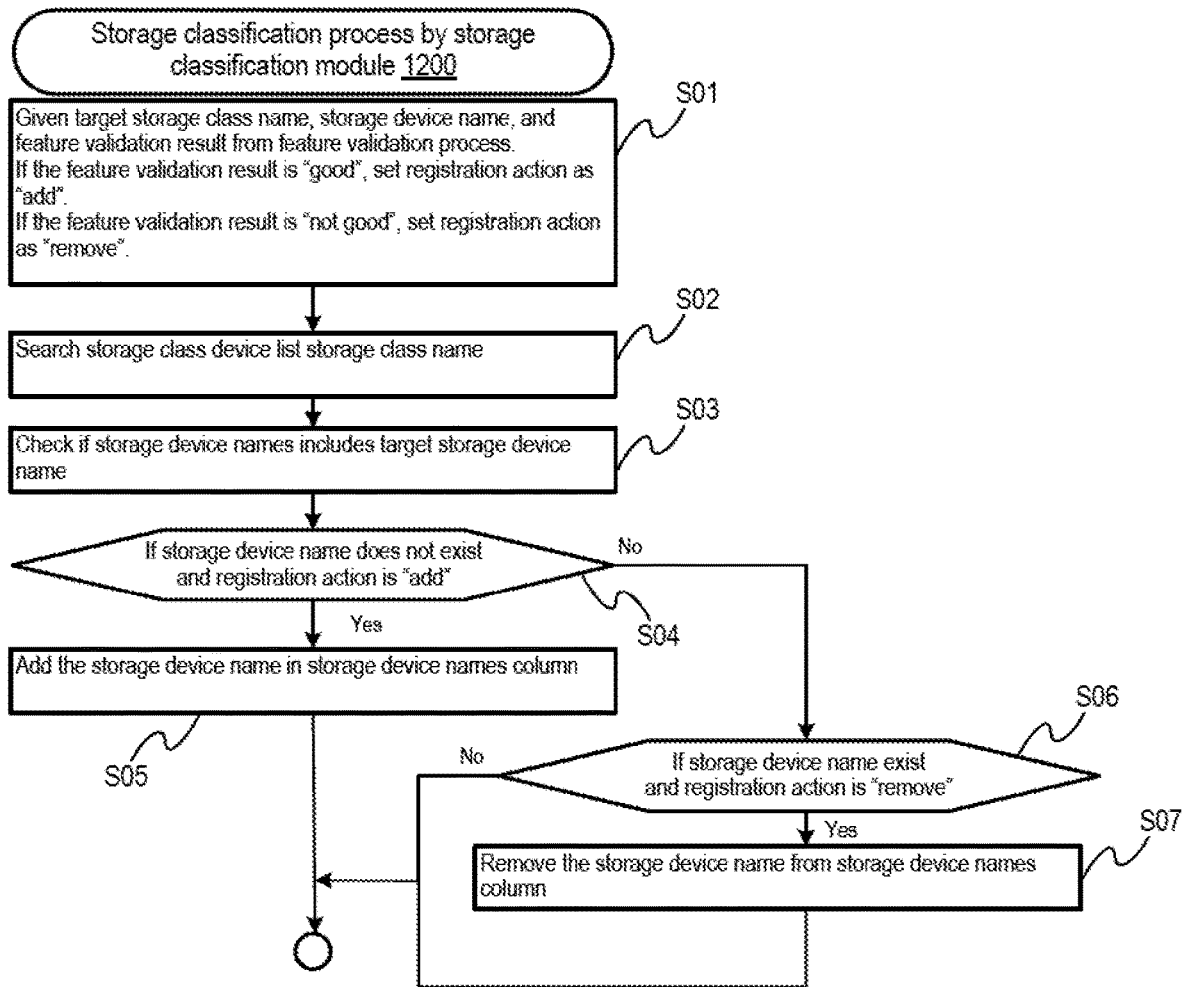 Storage classification process by storage
classification module 1200
S01
Given target storage class name, storage device name, and
feature validation result from feature validation process.
If the feature validation result is "good", set registration action as
"add".
If the feature validation result is "not good", set registration action
as "remove".
S02
Search storage class device list storage class name
S03
Check if storage device names includes target storage device
name
If storage device name does not exist
and registration action is "add"
No
S04
Yes
Add the storage device name in storage device names column
S05
S06
If storage device name exist
and registration action is "remove"
No
Yes
S07
Remove the storage device name from storage device names
column